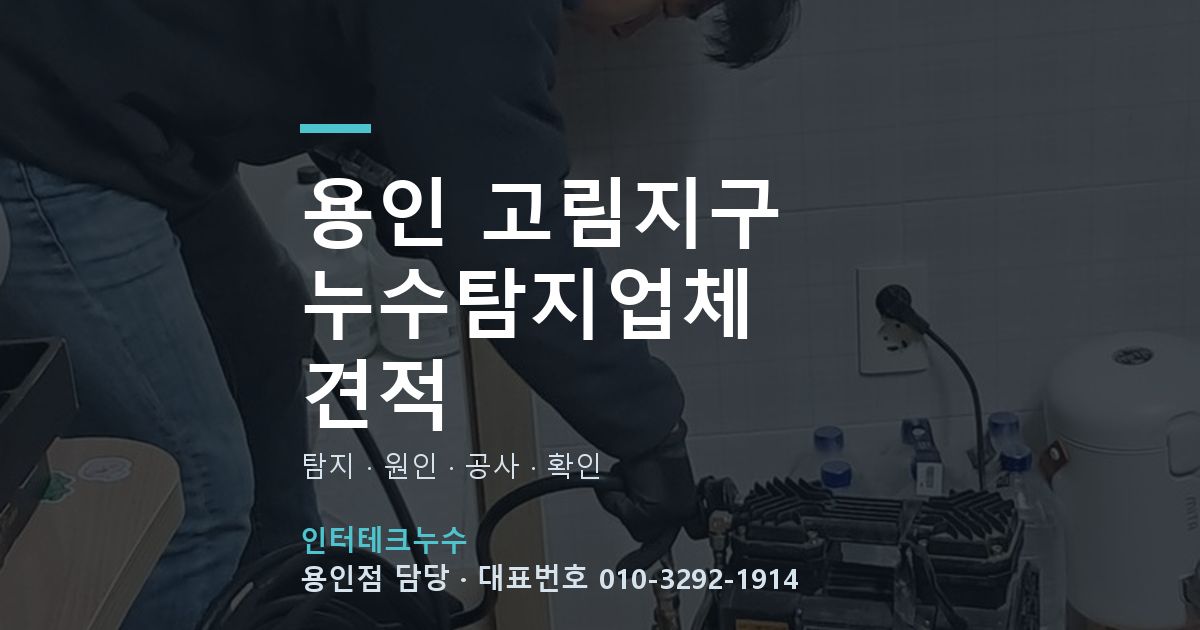 용인 고림지구
누수탐지업체
견적
탐지 · 원인 · 공사 · 확인
인터테크누수
용인점 담당 · 대표번호 010-3292-1914